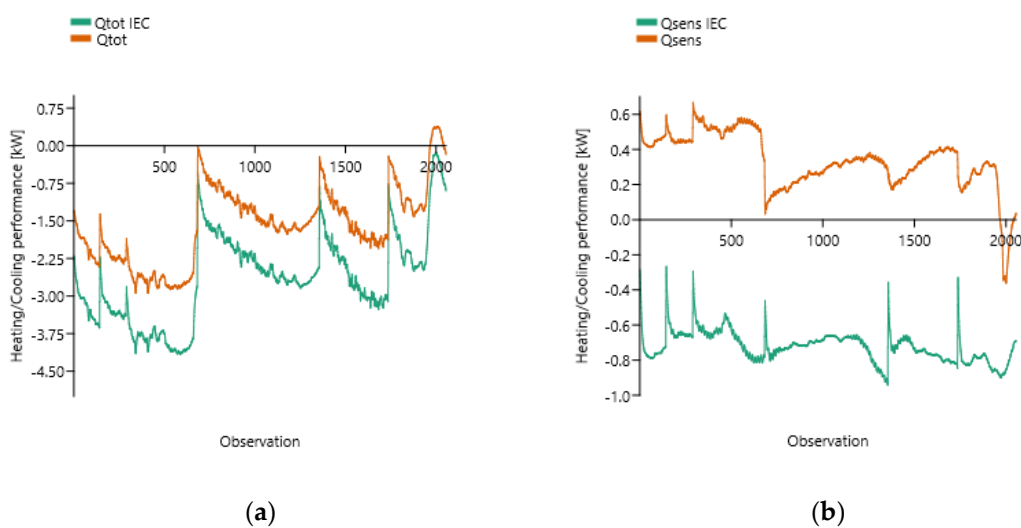 Qtot IEC
Qtot
Heating/Cooling performance [kW]
0.75
0.00
-0.75
-1.50
-2.25
-3.00
-3.75
-4.50
500
1000
1500
2000
Observation
(a)
Qsens IEC
Qsens
Heating/Cooling performance [kW]
0.6
0.4
0.2
0.0
-0.2
-0.4
-0.6
-0.8
-1.0
500
1000
1500
2000
Observation
(b)